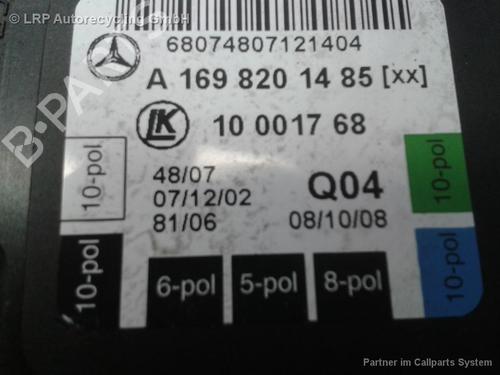 © LRP Autorecycling GmbH
68074807121404
A 169 820 14 85 [xx]
LK
10 0017 68
10-pol
48/07
07/12/02
81/06
Q04
08/10/08
10-pol
10-pol
6-pol
5-pol
8-pol
10-pol
Partner im Callparts System